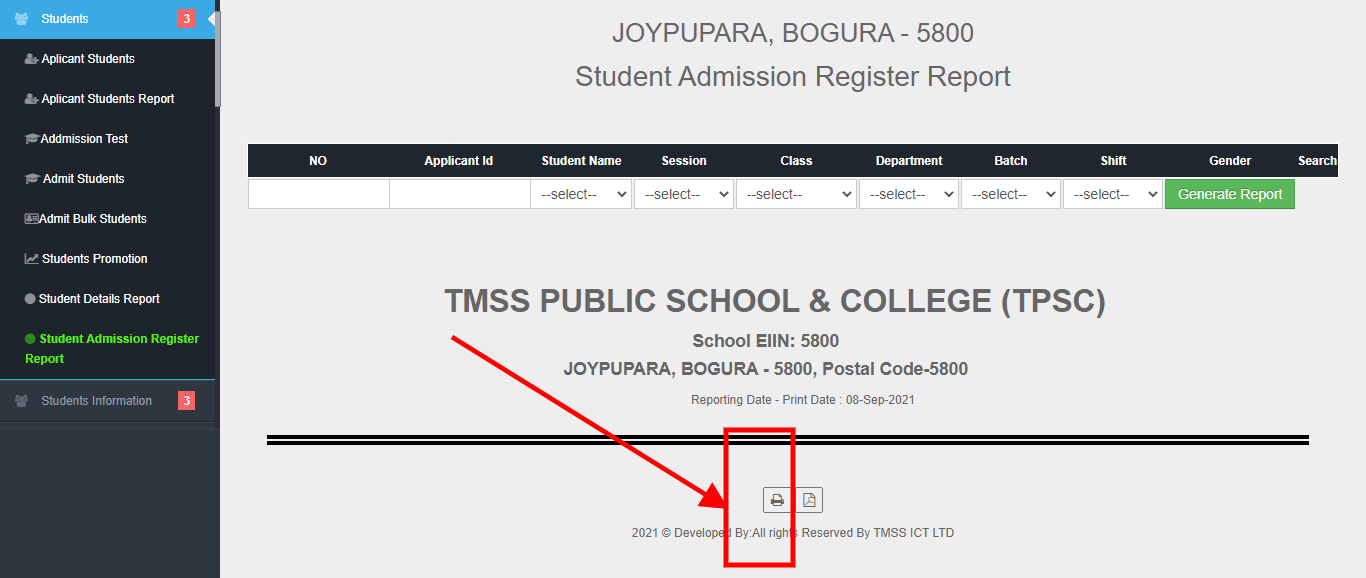 Students 3
Aplicant Students
Aplicant Students Report
Addmission Test
Admit Students
Admit Bulk Students
Students Promotion
Student Details Report
Student Admission Register
Report
Students Information 3
JOYPUPARA, BOGURA - 5800
Student Admission Register Report
NO Applicant Id Student Name Session Class Department Batch Shift Gender Search
--select-- --select-- --select-- --select-- --select-- --select-- Generate Report
TMSS PUBLIC SCHOOL & COLLEGE (TPSC)
School EIIN: 5800
JOYPUPARA, BOGURA - 5800, Postal Code-5800
Reporting Date - Print Date : 08-Sep-2021
2021 © Developed By:All rights Reserved By TMSS ICT LTD